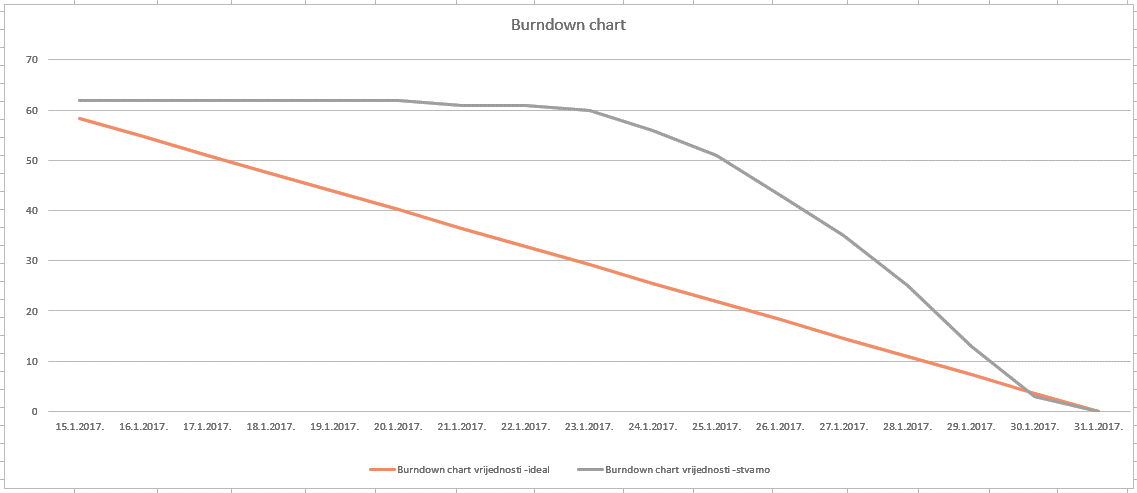 Burndown chart
70
60
50
40
30
20
10
0
15.1.2017. 16.1.2017. 17.1.2017. 18.1.2017. 19.1.2017. 20.1.2017. 21.1.2017. 22.1.2017. 23.1.2017. 24.1.2017. 25.1.2017. 26.1.2017. 27.1.2017. 28.1.2017. 29.1.2017. 30.1.2017. 31.1.2017.
Burndown chart vrijednosti -ideal Burndown chart vrijednosti -stvarno